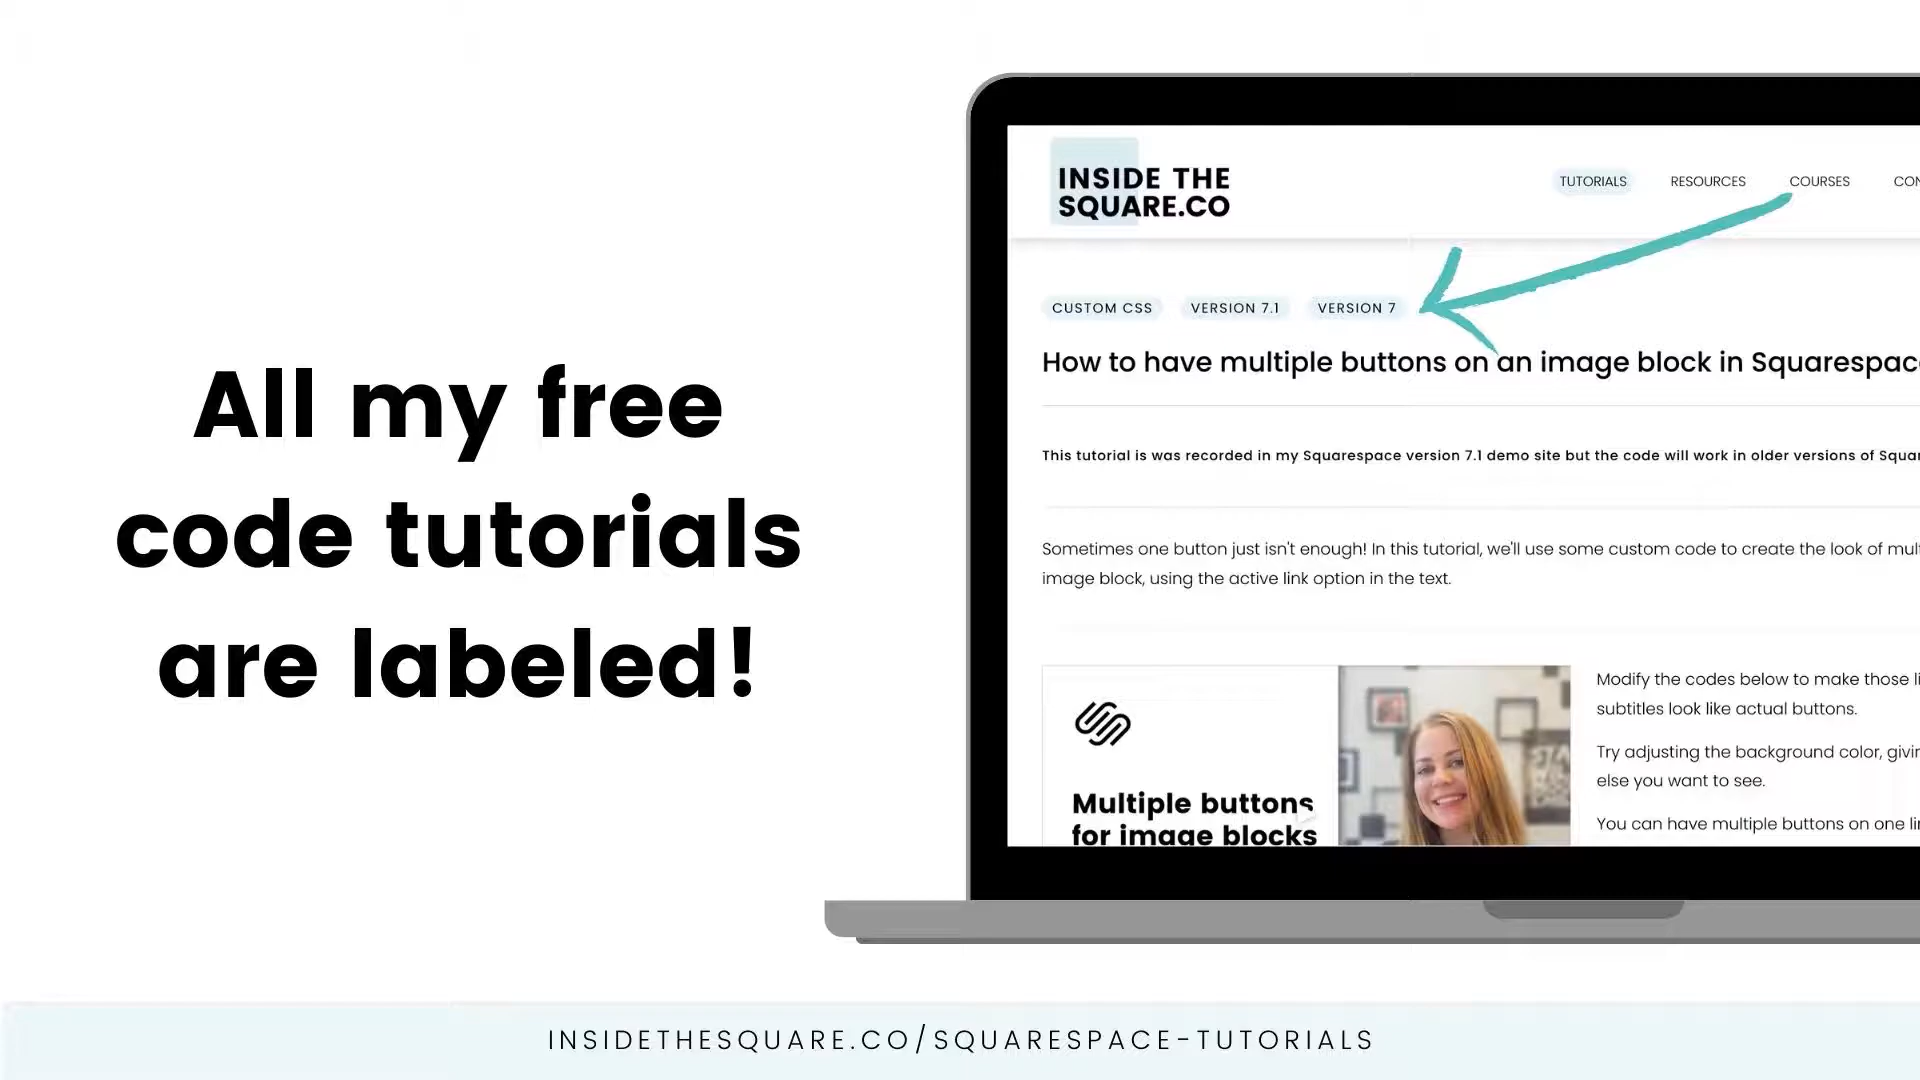 All my free
code tutorials
are labeled!
INSIDE THE
SQUARE.CO
TUTORIALS RESOURCES COURSES CON
CUSTOM CSS VERSION 7.1 VERSION 7
How to have multiple buttons on an image block in Squarespac
This tutorial is was recorded in my Squarespace version 7.1 demo site but the code will work in older versions of Squar
Sometimes one button just isn't enough! In this tutorial, we'll use some custom code to create the look of mul
image block, using the active link option in the text.
Multiple buttons
for image blocks
Modify the codes below to make those li
subtitles look like actual buttons.
Try adjusting the background color, givi
else you want to see.
You can have multiple buttons on one li
INSIDETHESQUARE.CO/SQUARESPACE-TUTORIALS